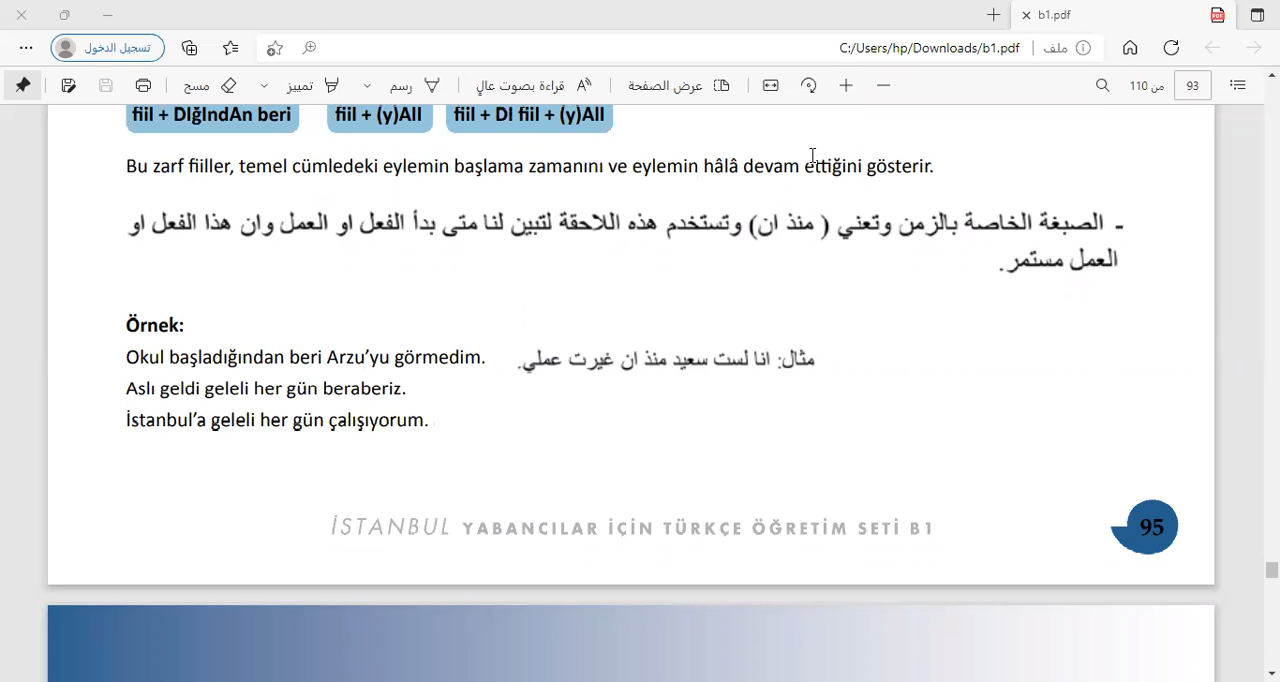 b1.pdf
تسجيل الدخول
C:/Users/hp/Downloads/b1.pdf
ملف
مسح
تمييز
رسم
قراءة بصوت عالٍ
عرض الصفحة
من 110
93
fiil + DIğIndAn beri fiil + (y)AlI fiil + DI fiil + (y)AlI
Bu zarf fiiller, temel cümledeki eylemin başlama zamanını ve eylemin hâlâ devam ettiğini gösterir.
- الصيغة الخاصة بالزمن وتعني ( منذ ان) وتستخدم هذه اللاحقة لتبين لنا متى بدأ الفعل او العمل وان هذا الفعل او
العمل مستمر.
Örnek:
Okul başladığından beri Arzu’yu görmedim.
مثال: انا لست سعيد منذ ان غيرت عملي.
Aslı geldi geleli her gün beraberiz.
İstanbul’a geleli her gün çalışıyorum.
İSTANBUL YABANCILAR İÇİN TÜRKÇE ÖĞRETİM SETİ B1
95